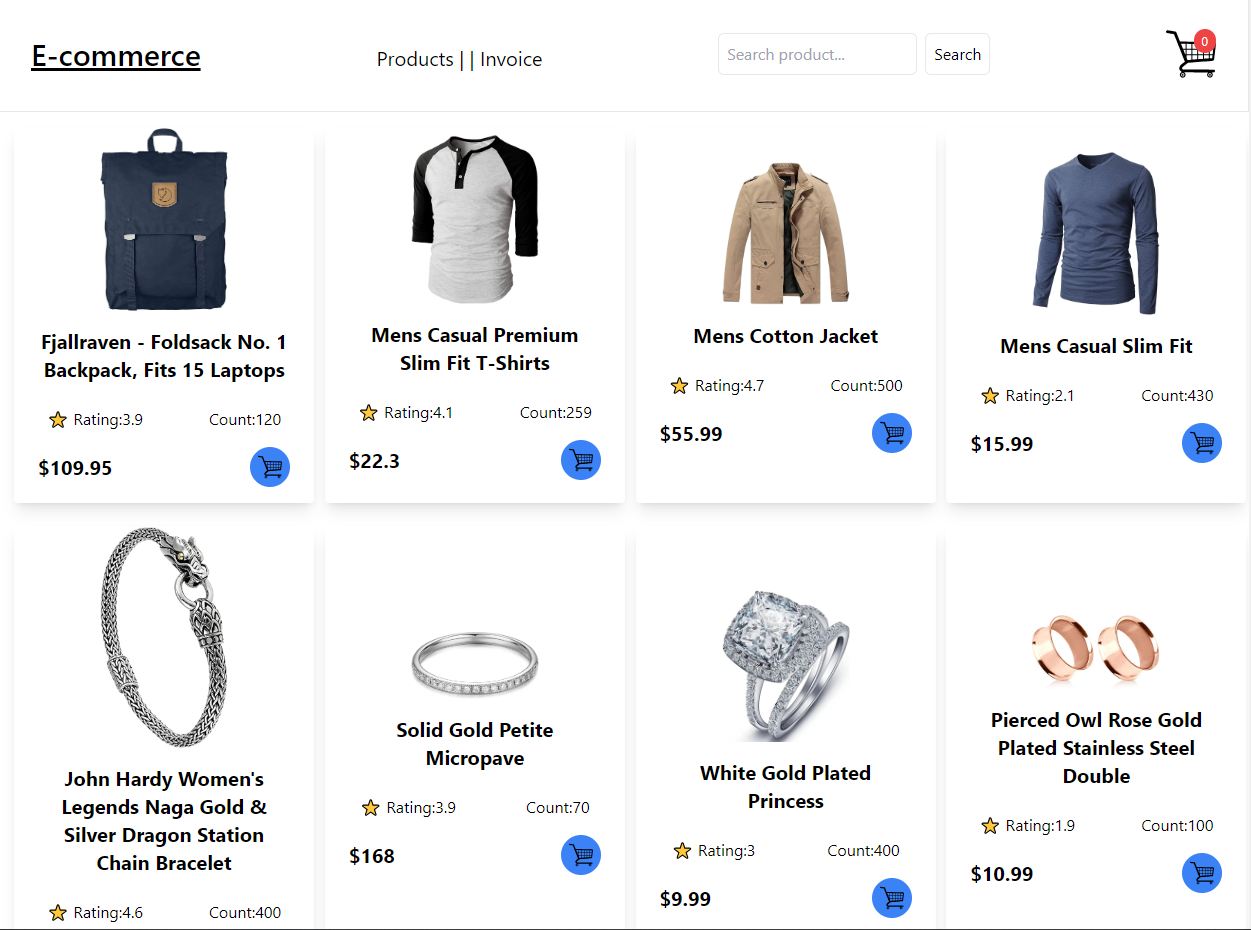 E-commerce
Products | | Invoice
Search product...
Search
0
Fjallraven - Foldsack No. 1
Backpack, Fits 15 Laptops
Rating:3.9
Count:120
$109.95
Mens Casual Premium
Slim Fit T-Shirts
Rating:4.1
Count:259
$22.3
Mens Cotton Jacket
Rating:4.7
Count:500
$55.99
Mens Casual Slim Fit
Rating:2.1
Count:430
$15.99
John Hardy Women's
Legends Naga Gold &
Silver Dragon Station
Chain Bracelet
Rating:4.6
Count:400
Solid Gold Petite
Micropave
Rating:3.9
Count:70
$168
White Gold Plated
Princess
Rating:3
Count:400
$9.99
Pierced Owl Rose Gold
Plated Stainless Steel
Double
Rating:1.9
Count:100
$10.99